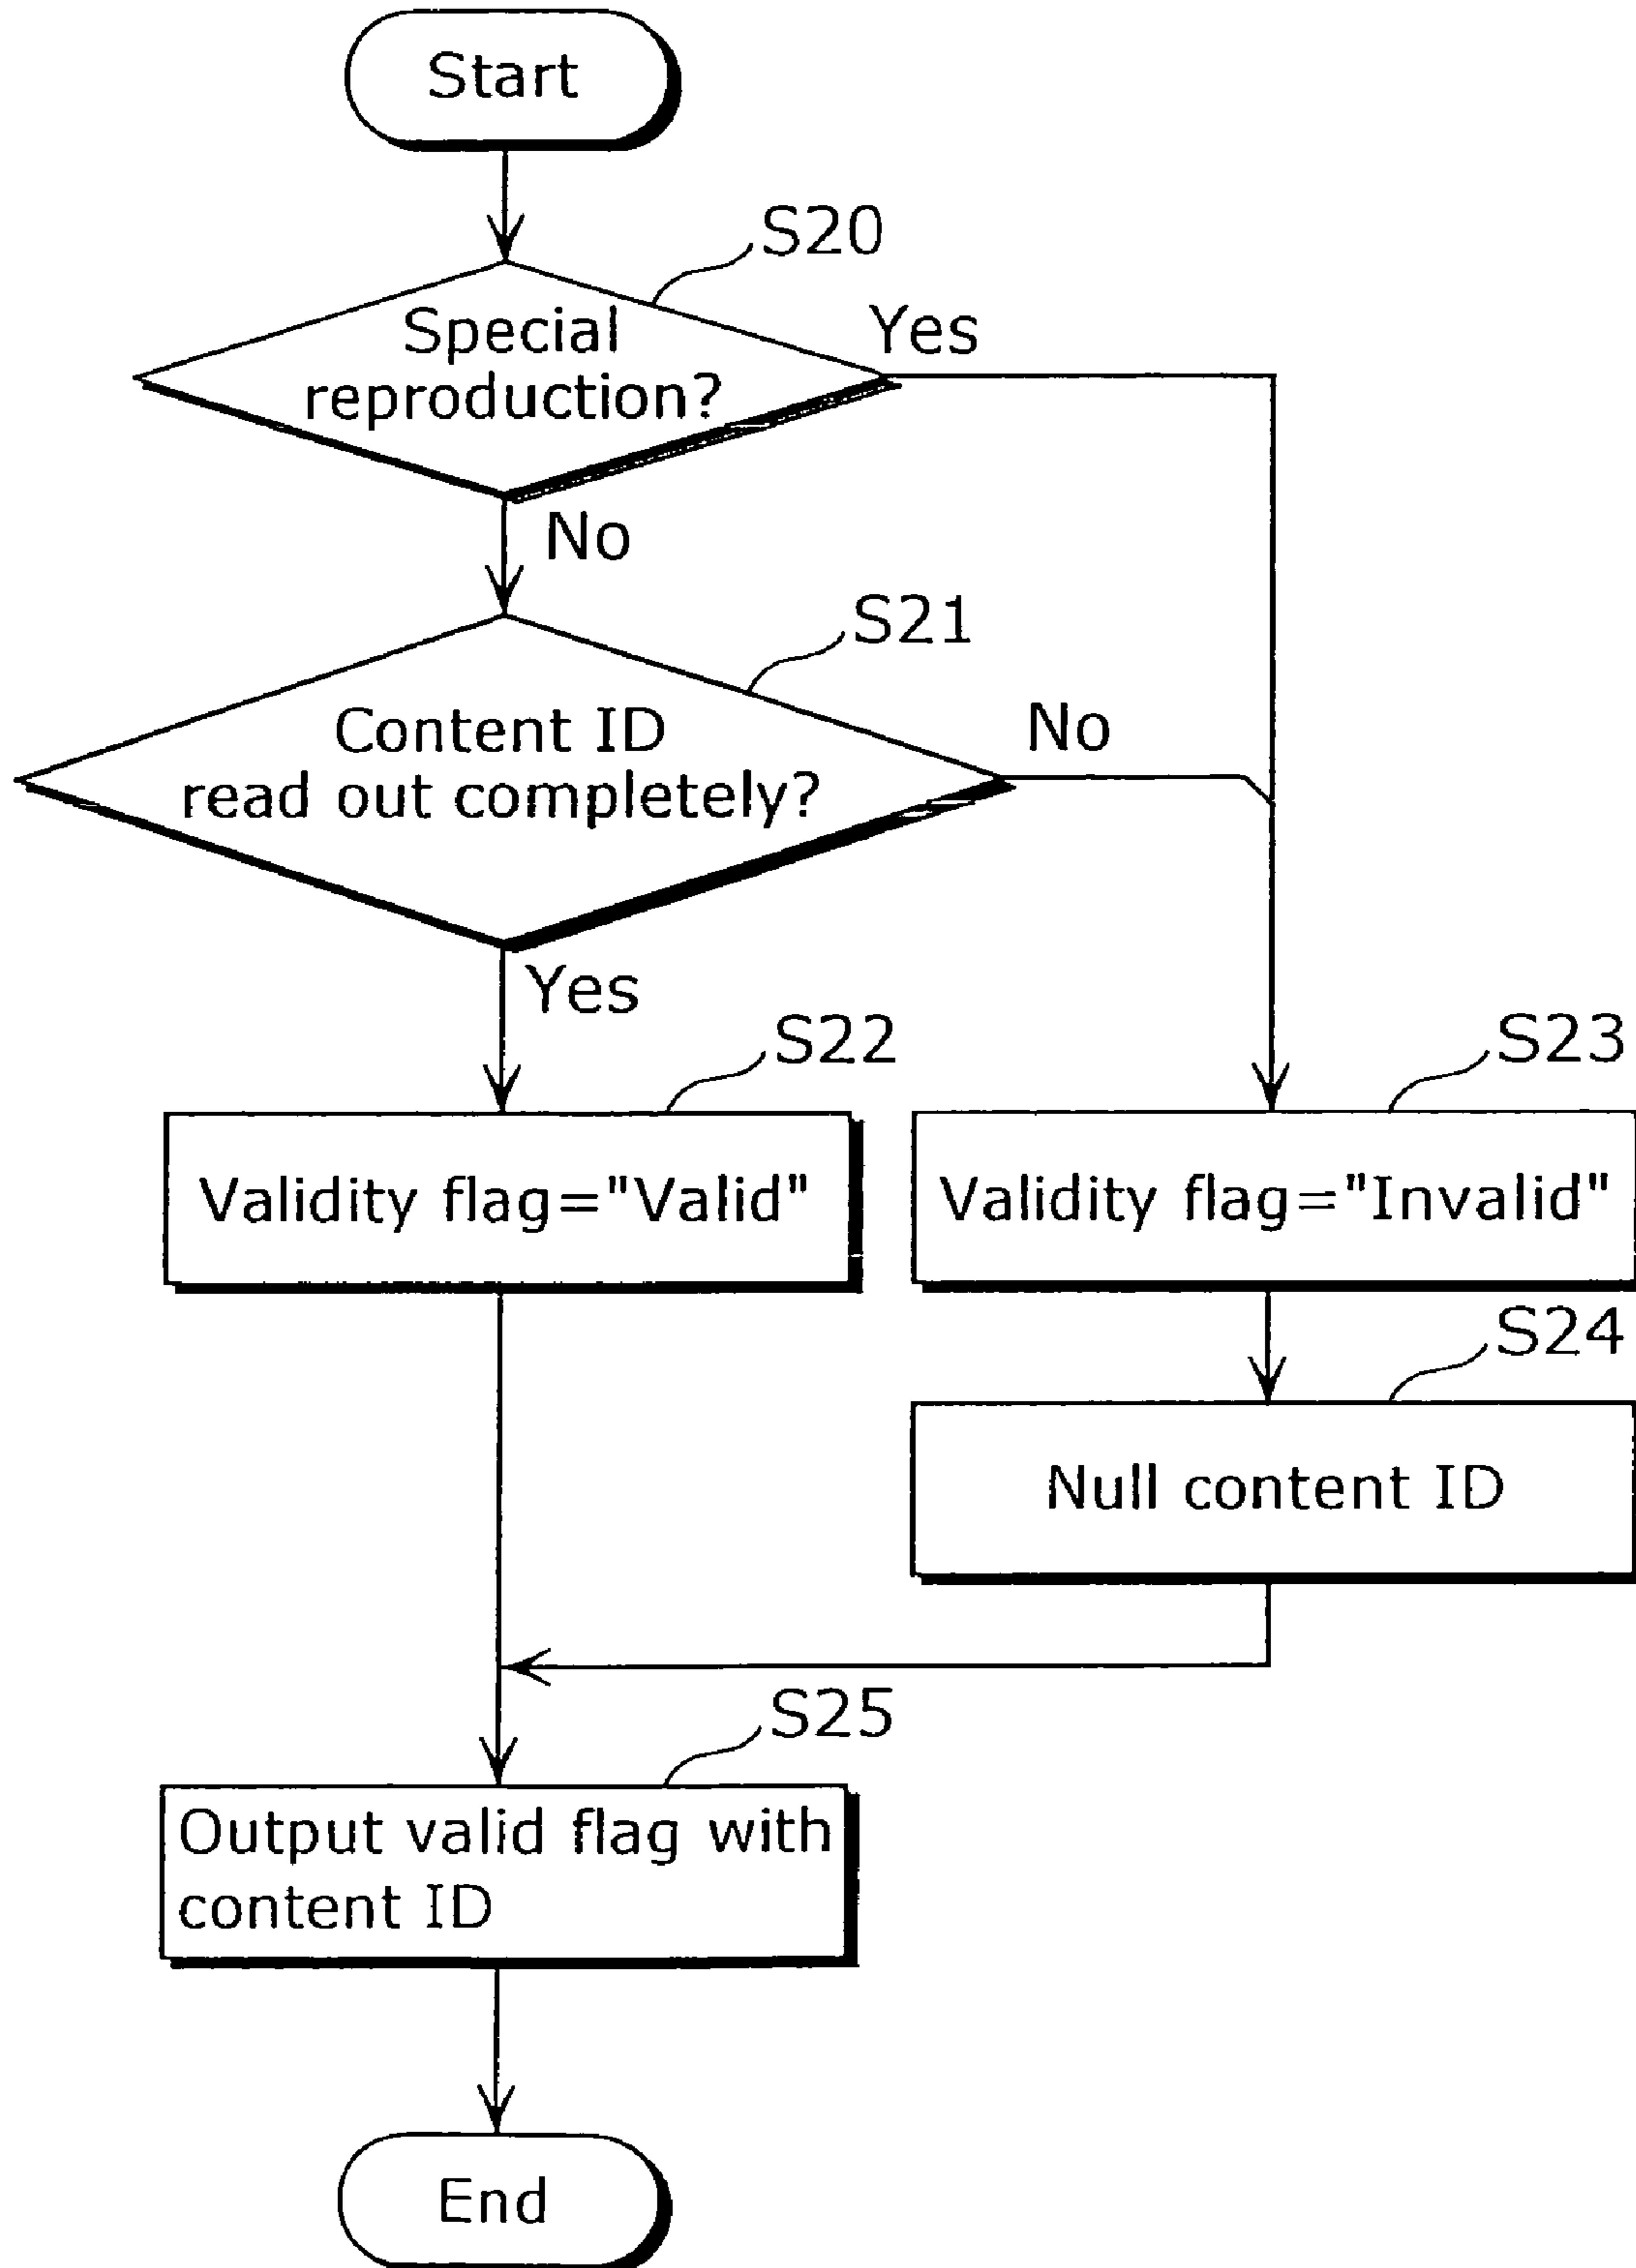 Start
S20
Special
reproduction?
Yes
No
S21
Content ID
read out completely?
No
Yes
S22
S23
Validity flag="Valid"
Validity flag="Invalid"
S24
Null content ID
S25
Output valid flag with
content ID
End